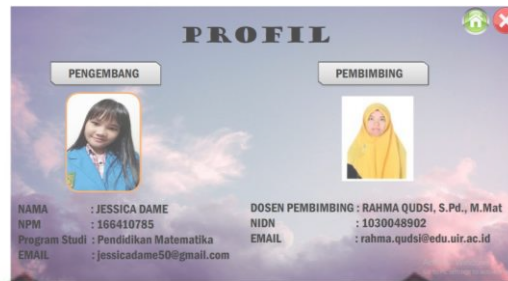 PROFIL
PENGEMBANG
PEMBIMBING
NAMA : JESSICA DAME
NPM : 166410785
Program Studi : Pendidikan Matematika
EMAIL : jessicadame50@gmail.com
DOSEN PEMBIMBING : RAHMA QUDSI, S.Pd., M.Mat
NIDN : 1030048902
EMAIL : rahma.qudsi@edu.uir.ac.id